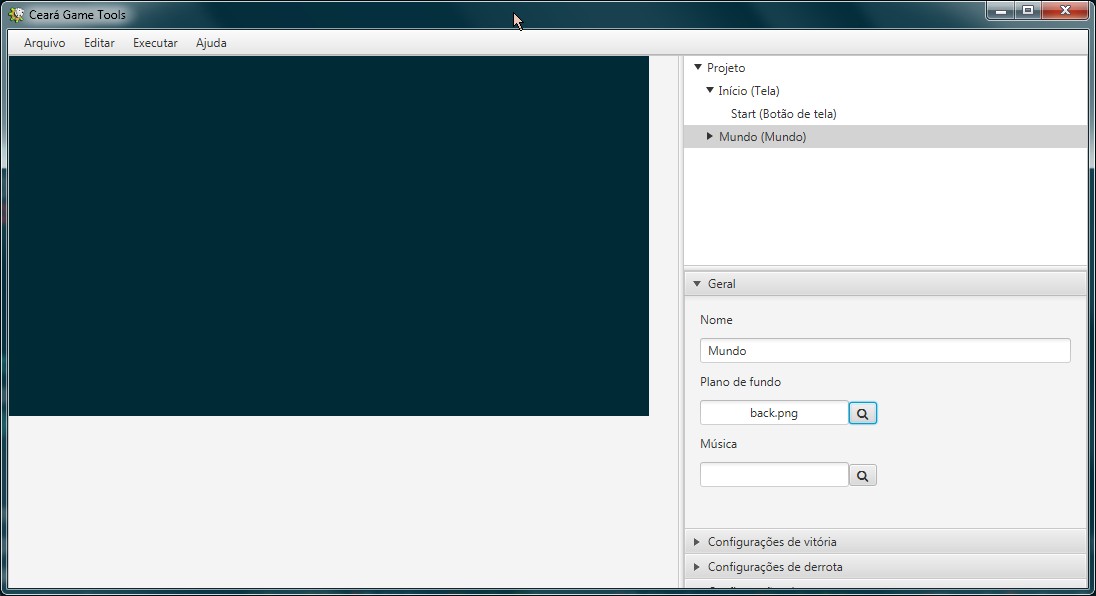 Ceará Game Tools
Arquivo Editar Executar Ajuda
Projeto
Início (Tela)
Start (Botão de tela)
Mundo (Mundo)
Geral
Nome
Mundo
Plano de fundo
back.png
Música
Configurações de vitória
Configurações de derrota